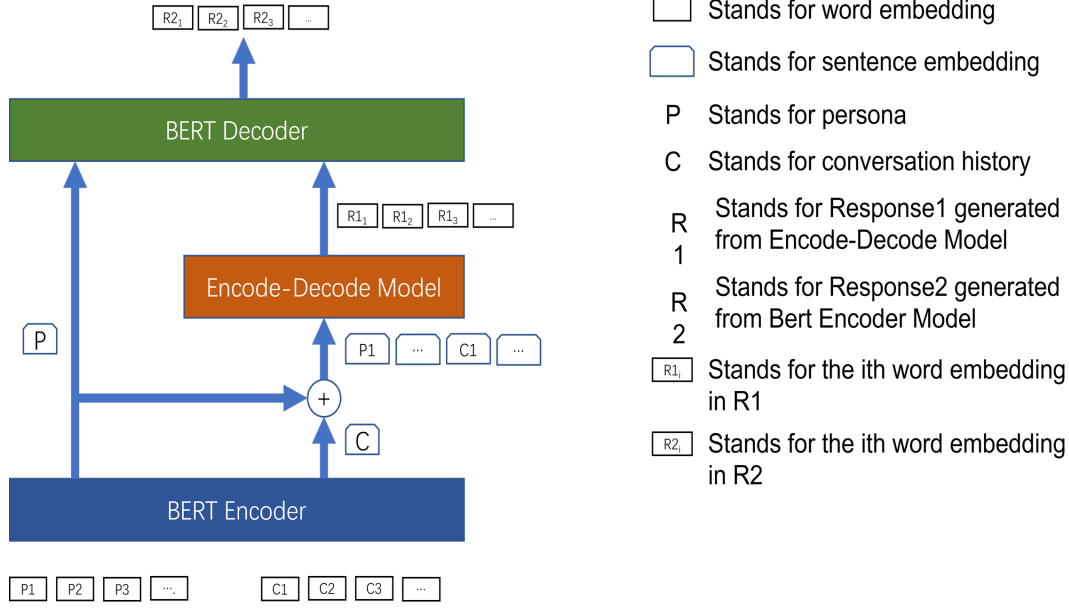 R2₁ R2₂ R2₃ ...
BERT Decoder
R1₁ R1₂ R1₃ ...
Encode-Decode Model
P
P1 ... C1 ...
+
C
BERT Encoder
P1 P2 P3 ....
C1 C2 C3 ...
Stands for word embedding
Stands for sentence embedding
P Stands for persona
C Stands for conversation history
R
1
Stands for Response1 generated
from Encode-Decode Model
R
2
Stands for Response2 generated
from Bert Encoder Model
R1ᵢ Stands for the ith word embedding
in R1
R2ᵢ Stands for the ith word embedding
in R2